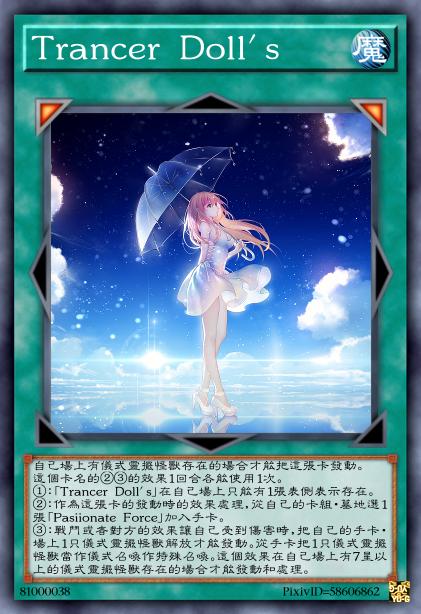 Trancer Doll's
魔
自己場上有儀式靈擺怪獸存在的場合才能把這張卡發動。
這個卡名的②③的效果1回合各能使用1次。
①：「Trancer Doll's」在自己場上只能有1張表側表示存在。
②：作為這張卡的發動時的效果處理，從自己的卡組·墓地選1
張「Pasiionate Force」加入手卡。
③：戰鬥或者對方的效果讓自己受到傷害時，把自己的手卡·
場上1只儀式靈擺怪獸解放才能發動。從手卡把1只儀式靈擺
怪獸當作儀式召喚作特殊召喚。這個效果在自己場上有7星以
上的儀式靈擺怪獸存在的場合才能發動和處理。
81000038
PixivID=58606862